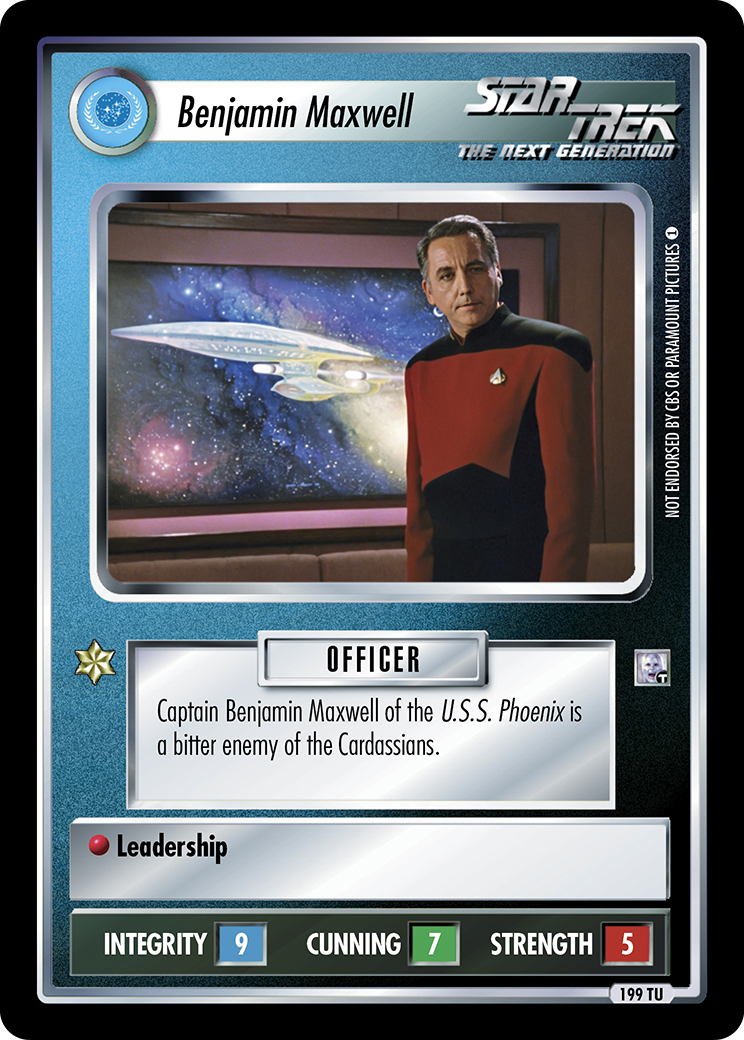 Benjamin Maxwell
STAR TREK
THE NEXT GENERATION
NOT ENDORSED BY CBS OR PARAMOUNT PICTURES 1
OFFICER
Captain Benjamin Maxwell of the U.S.S. Phoenix is
a bitter enemy of the Cardassians.
Leadership
INTEGRITY 9 CUNNING 7 STRENGTH 5
199 TU